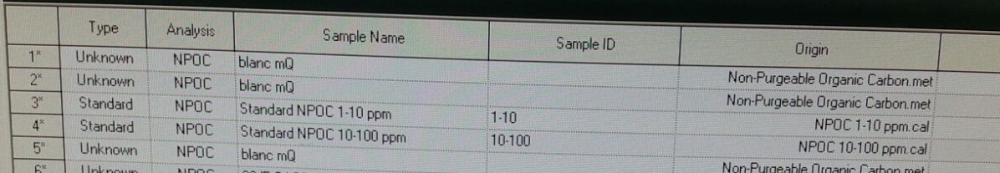 Type Analysis Sample Name Sample ID Origin
1* Unknown NPOC blanc mQ Non-Purgeable Organic Carbon.met
2* Unknown NPOC blanc mQ Non-Purgeable Organic Carbon.met
3* Standard NPOC Standard NPOC 1-10 ppm 1-10 NPOC 1-10 ppm.cal
4* Standard NPOC Standard NPOC 10-100 ppm 10-100 NPOC 10-100 ppm.cal
5* Unknown NPOC blanc mQ Non-Purgeable Organic Carbon.met
6* Unknown NPOC